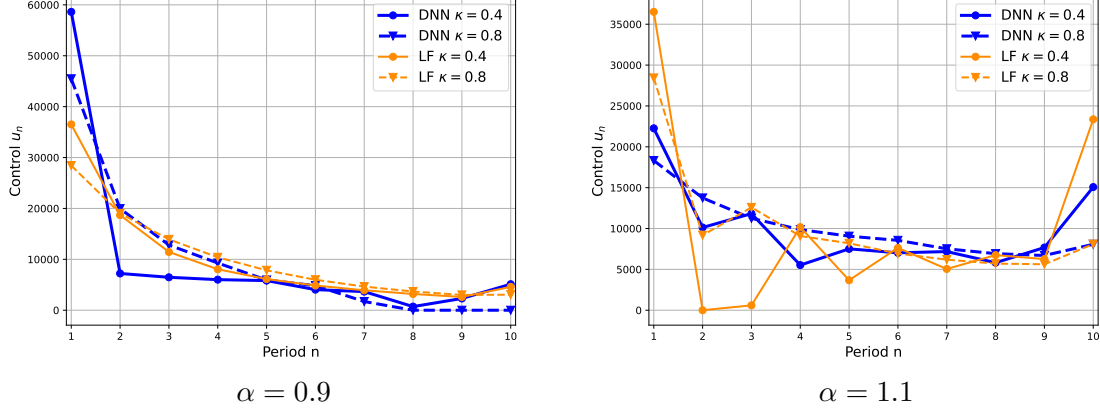 60000
50000
40000
30000
20000
10000
0
Control $u_n$
1 2 3 4 5 6 7 8 9 10
Period n
DNN κ = 0.4
DNN κ = 0.8
LF κ = 0.4
LF κ = 0.8
α = 0.9
35000
30000
25000
20000
15000
10000
5000
0
Control $u_n$
1 2 3 4 5 6 7 8 9 10
Period n
DNN κ = 0.4
DNN κ = 0.8
LF κ = 0.4
LF κ = 0.8
α = 1.1